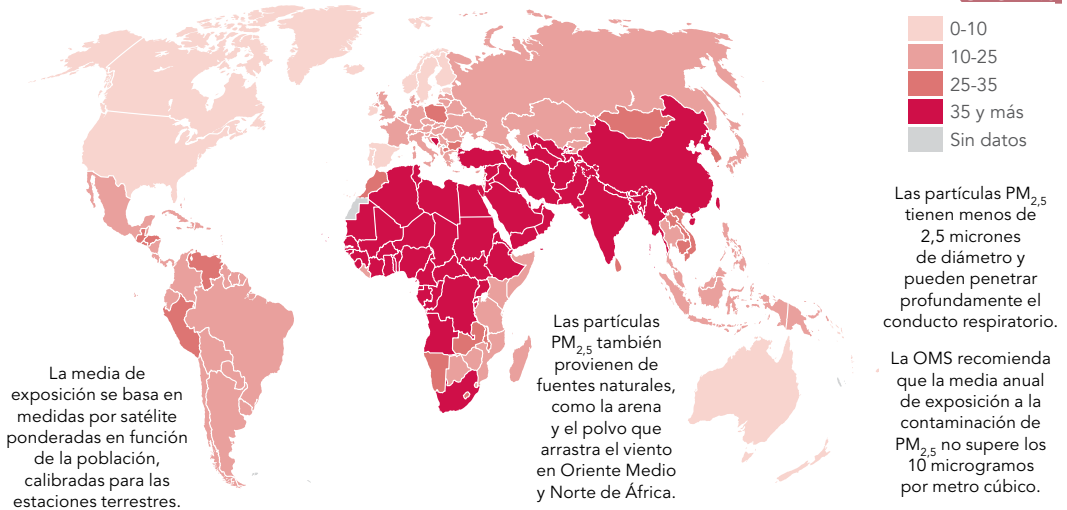 0-10
10-25
25-35
35 y más
Sin datos
Las partículas PM2,5
tienen menos de
2,5 micrones
de diámetro y
pueden penetrar
profundamente el
conducto respiratorio.
La OMS recomienda
que la media anual
de exposición a la
contaminación de
PM2,5 no supere los
10 microgramos
por metro cúbico.
Las partículas
PM2,5 también
provienen de
fuentes naturales,
como la arena
y el polvo que
arrastra el viento
en Oriente Medio
y Norte de África.
La media de
exposición se basa en
medidas por satélite
ponderadas en función
de la población,
calibradas para las
estaciones terrestres.